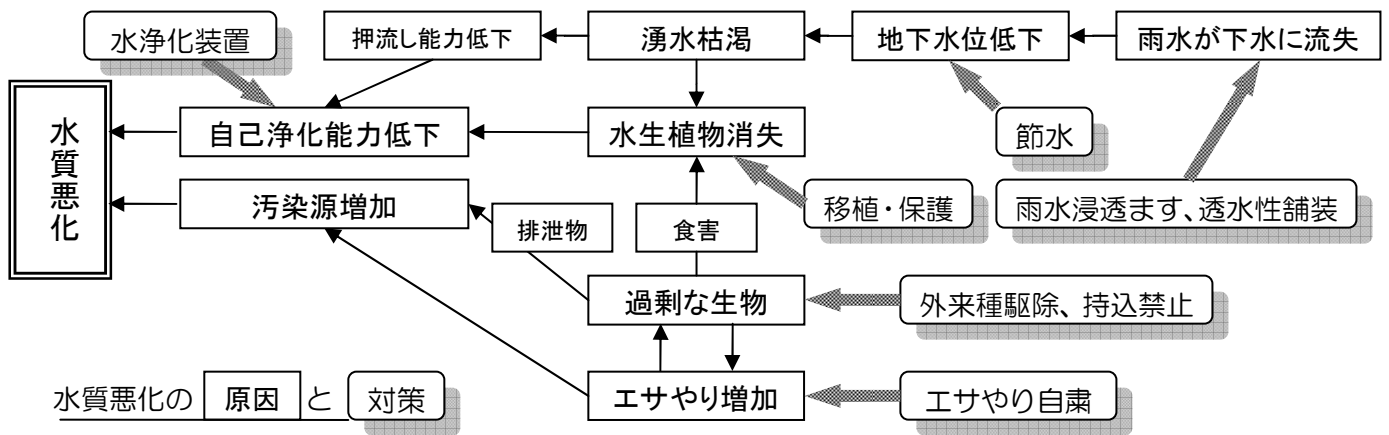 水浄化装置
押流し能力低下
湧水枯渇
地下水位低下
雨水が下水に流失
水質悪化
自己浄化能力低下
水生植物消失
節水
汚染源増加
移植・保護
雨水浸透ます、透水性舗装
排泄物
食害
過剰な生物
外来種駆除、持込禁止
水質悪化の 原因 と 対策
エサやり増加
エサやり自粛